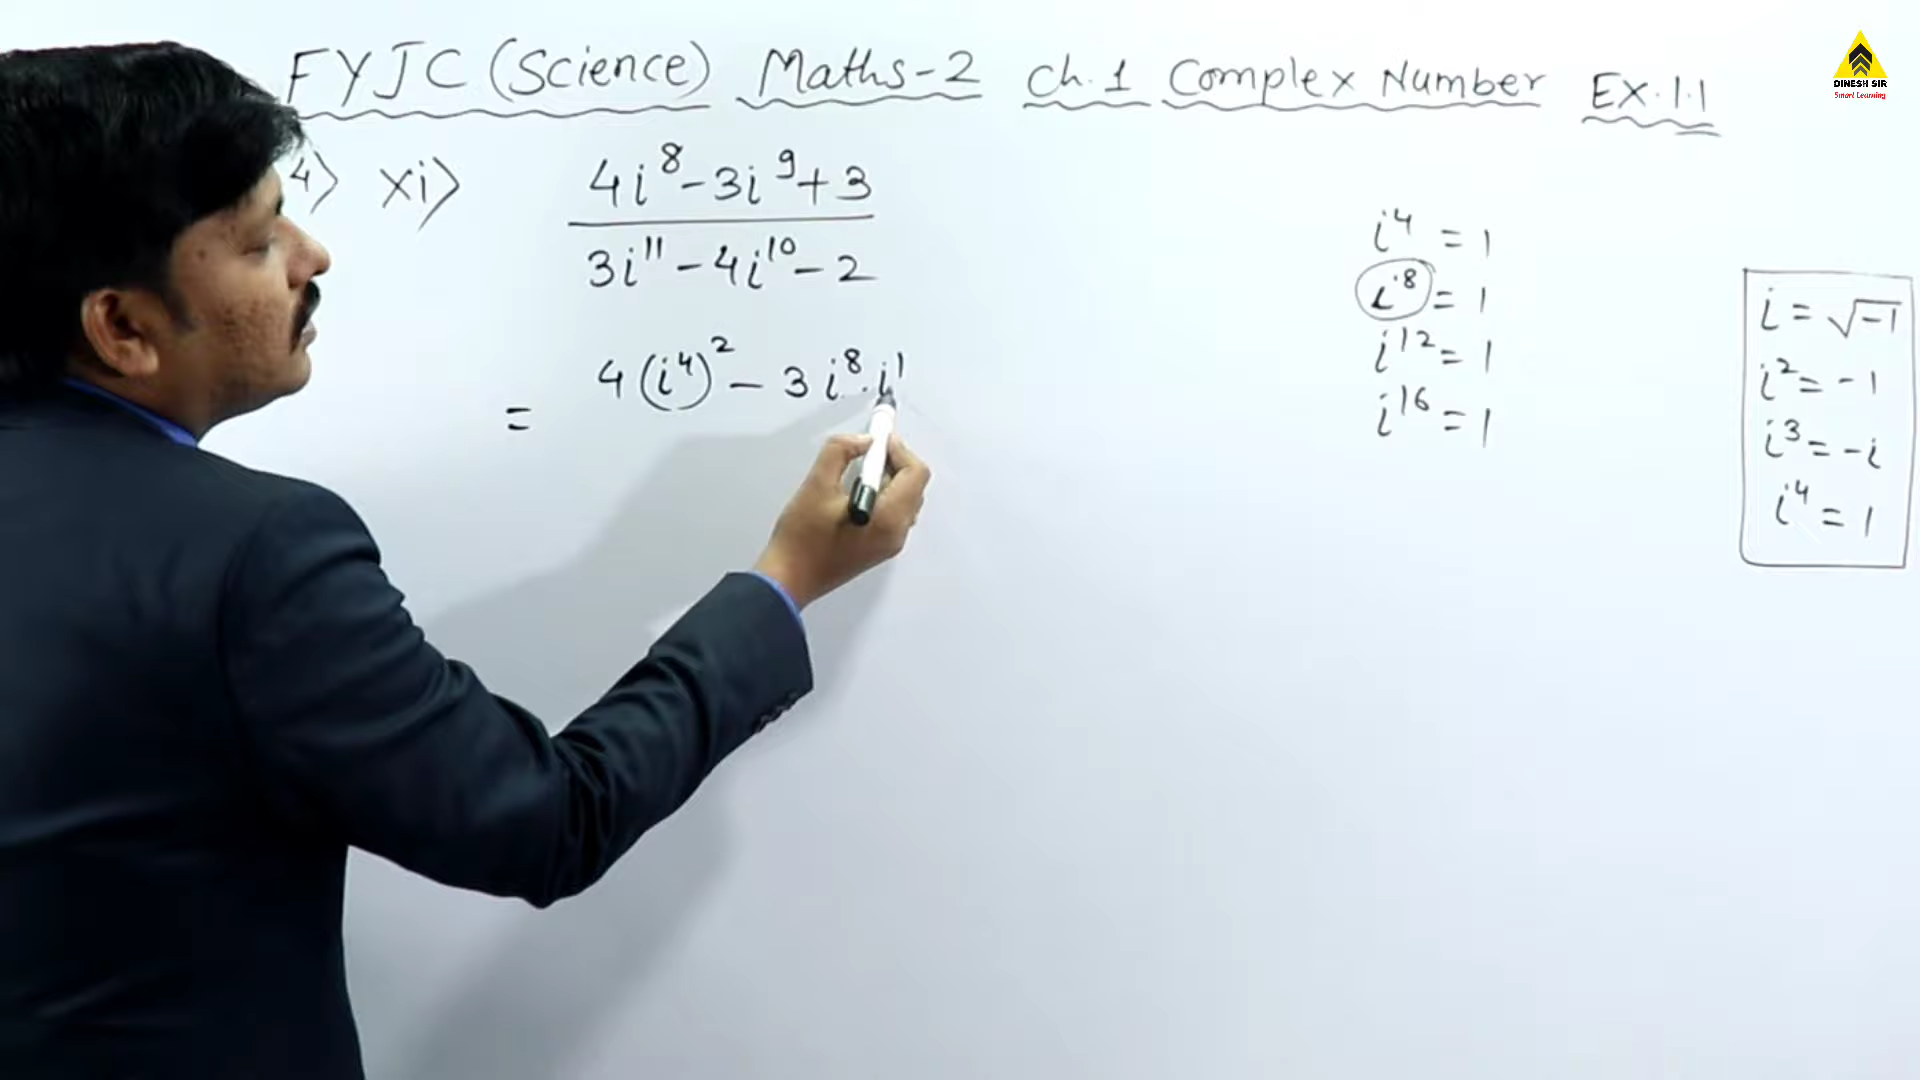 FYJC (Science) Maths-2 Ch.1 Complex Number Ex.1.1
DINESH SIR
Smart Learning
4) xi)
4i⁸-3i⁹+3
3i¹¹-4i¹⁰-2
= 4(i⁴)²-3i⁸.i¹
i⁴=1
i⁸=1
i¹²=1
i¹⁶=1
i=√-1
i²=-1
i³=-i
i⁴=1